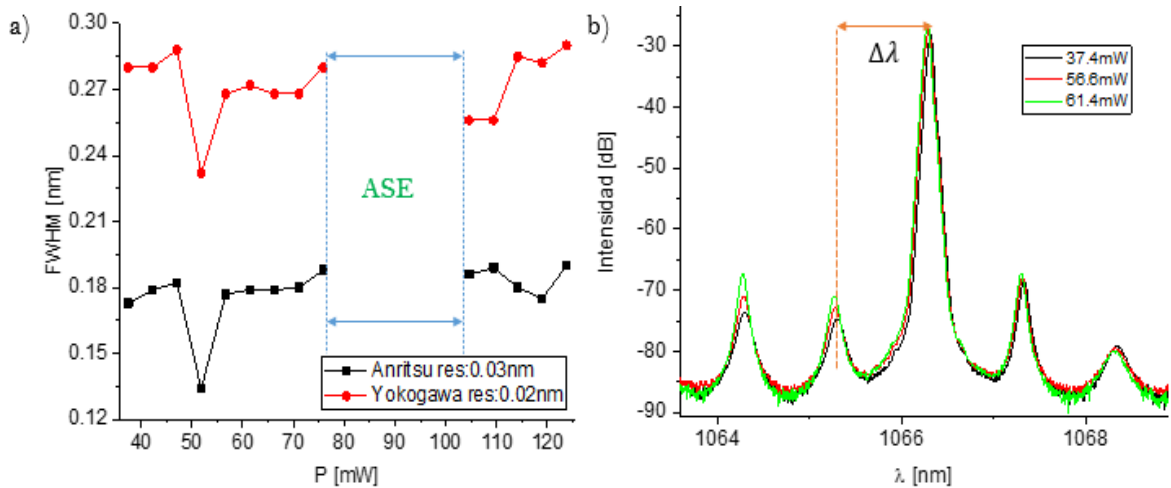 a)
0.30
0.27
0.24
0.21
0.18
0.15
0.12
FWHM [nm]
ASE
Anritsu res:0.03nm
Yokogawa res:0.02nm
40 50 60 70 80 90 100 110 120
P [mW]
b)
-30
-40
-50
-60
-70
-80
-90
Intensidad [dB]
Δλ
37.4mW
56.6mW
61.4mW
1064 1066 1068
λ [nm]